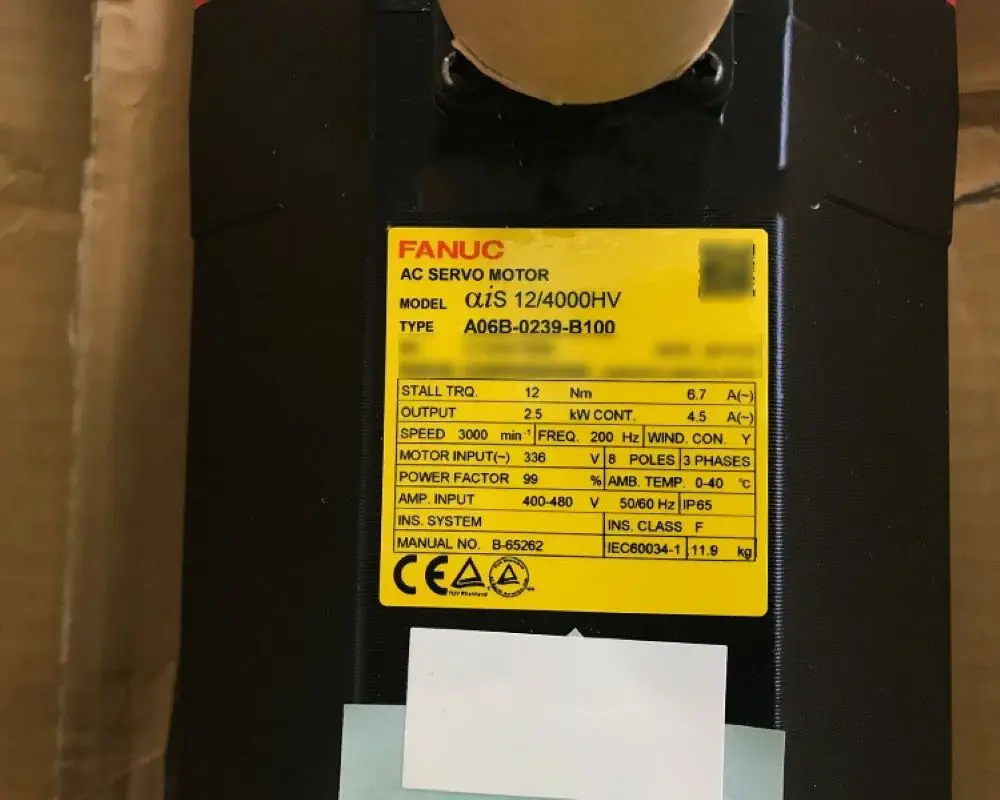 FANUC
AC SERVO MOTOR
MODEL αiS 12/4000HV
TYPE A06B-0239-B100
STALL TRQ. 12 Nm 6.7 A(~)
OUTPUT 2.5 kW CONT. 4.5 A(~)
SPEED 3000 min⁻¹ FREQ. 200 Hz WIND. CON. Y
MOTOR INPUT(~) 336 V 8 POLES 3 PHASES
POWER FACTOR 99 % AMB. TEMP. 0-40 ℃
AMP. INPUT 400-480 V 50/60 Hz IP65
INS. SYSTEM INS. CLASS F
MANUAL NO. B-65262 IEC60034-1 11.9 kg
CE
TUV Rheinland